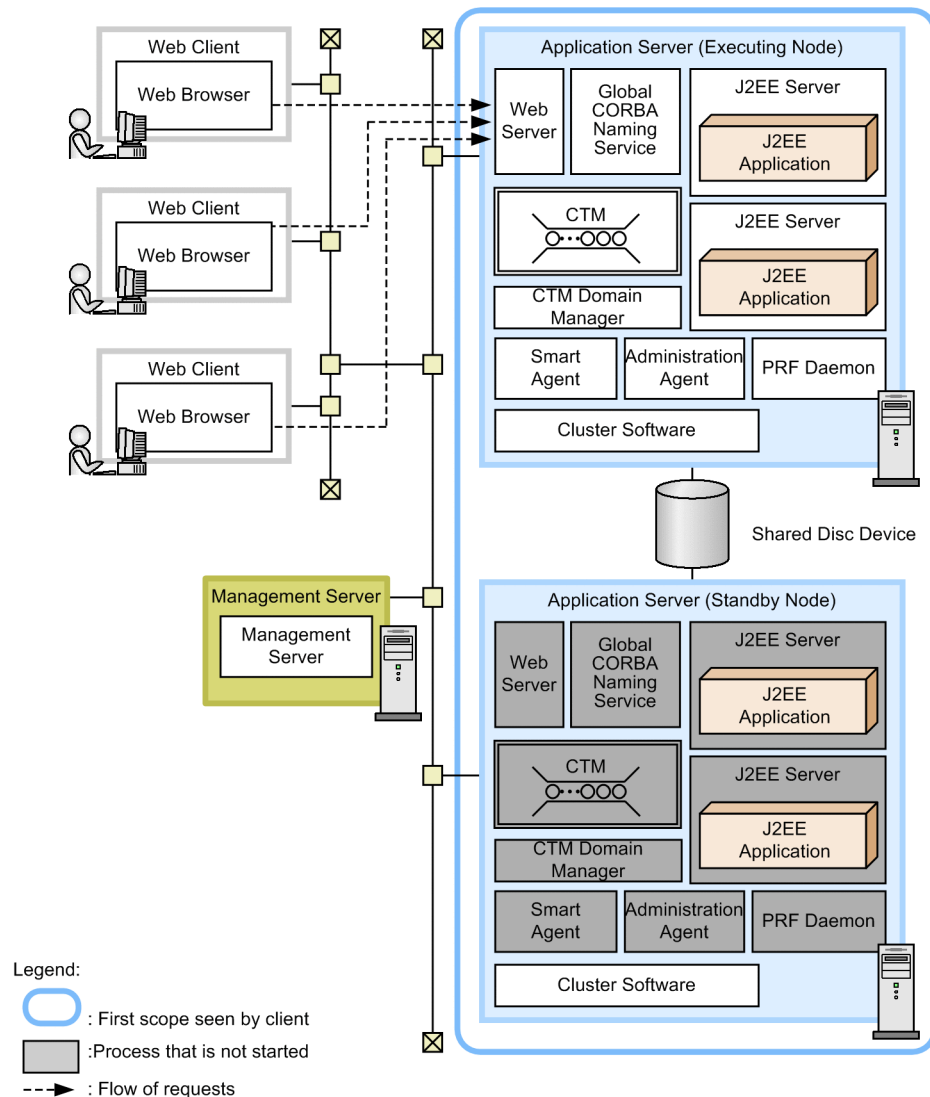 Web Client
Web Browser
Web Client
Web Browser
Web Client
Web Browser
Application Server (Executing Node)
Web
Server
Global
CORBA
Naming
Service
J2EE Server
J2EE
Application
CTM
J2EE Server
J2EE
Application
CTM Domain
Manager
Smart
Agent
Administration
Agent
PRF Daemon
Cluster Software
Shared Disc Device
Management Server
Management
Server
Application Server (Standby Node)
Web
Server
Global
CORBA
Naming
Service
J2EE Server
J2EE
Application
CTM
J2EE Server
J2EE
Application
CTM Domain
Manager
Smart
Agent
Administration
Agent
PRF Daemon
Cluster Software
Legend:
: First scope seen by client
:Process that is not started
: Flow of requests